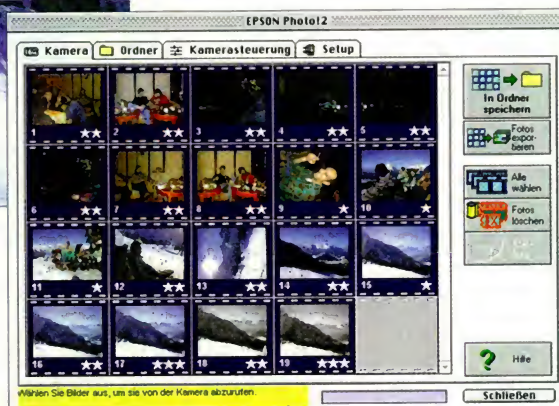 EPSON Photo!2
Kamera
Ordner
Kamerasteuerung
Setup
1 ★★
2 ★★
3 ★★
4 ★★
5 ★★
6 ★★
7 ★★
8 ★★
9 ★
10 ★
11 ★
12 ★★
13 ★★
14 ★★
15 ★
16 ★★
17 ★★★
18 ★★
19 ★★★
In Ordner
speichern
Fotos
expor-
tieren
Alle
wählen
Fotos
löschen
? Hilfe
Wählen Sie Bilder aus, um sie von der Kamera abzurufen.
Schließen